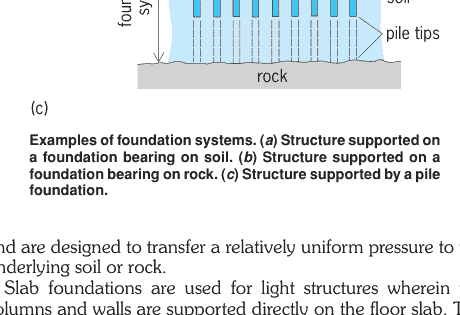 pile tips
rock
(c)
Examples of foundation systems. (a) Structure supported on
a foundation bearing on soil. (b) Structure supported on a
foundation bearing on rock. (c) Structure supported by a pile
foundation.
are designed to transfer a relatively uniform pressure to
underlying soil or rock.
Slab foundations are used for light structures wherein
columns and walls are supported directly on the floor slab.